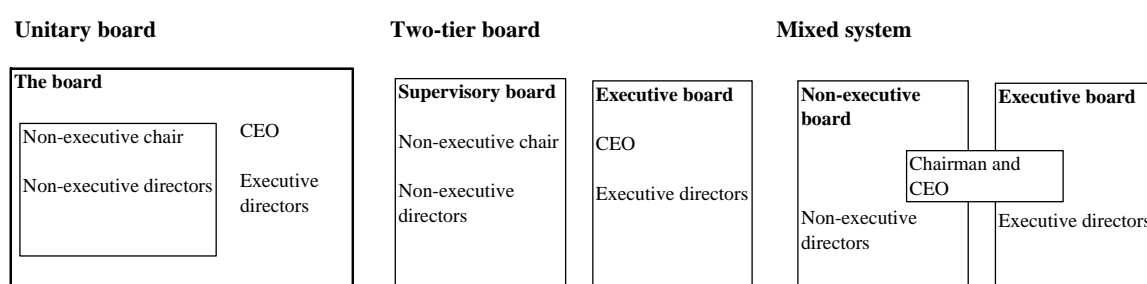 Unitary board
Two-tier board
Mixed system
The board
Non-executive chair
Non-executive directors
CEO
Executive
directors
Supervisory board
Non-executive chair
Non-executive
directors
Executive board
CEO
Executive directors
Non-executive
board
Non-executive
directors
Chairman and
CEO
Executive board
Executive directors